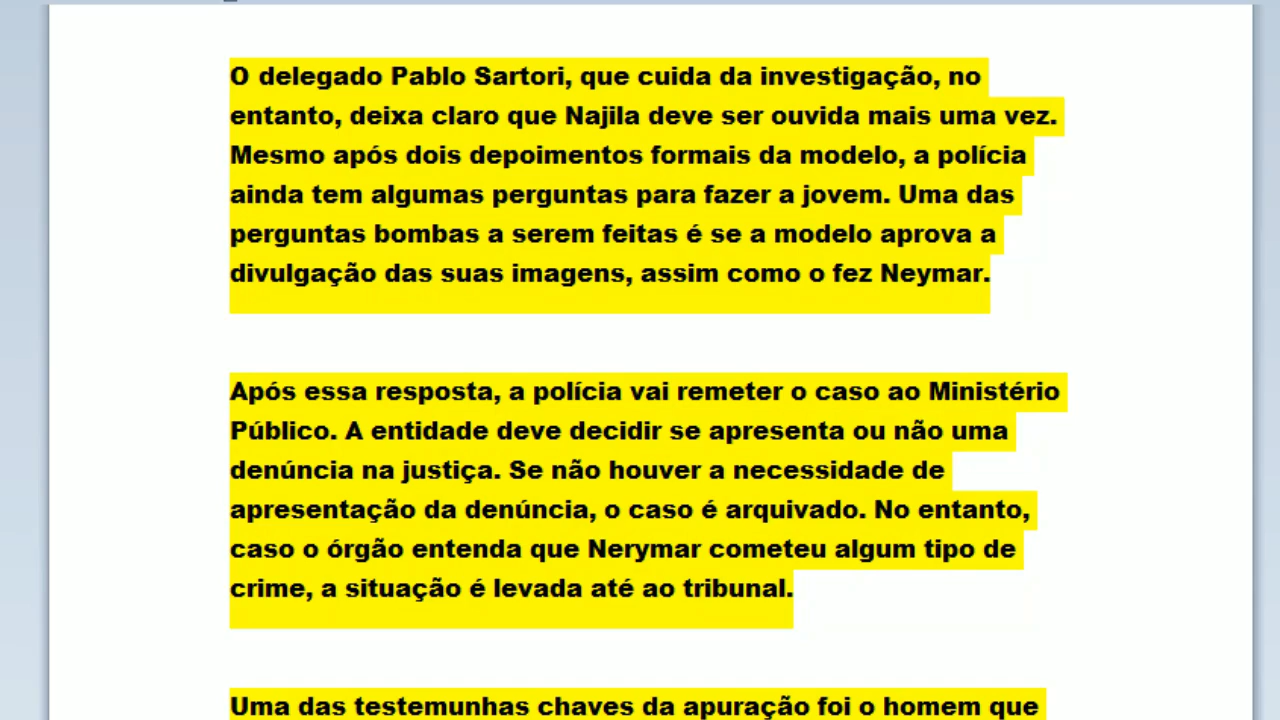 O delegado Pablo Sartori, que cuida da investigação, no
entanto, deixa claro que Najila deve ser ouvida mais uma vez.
Mesmo após dois depoimentos formais da modelo, a polícia
ainda tem algumas perguntas para fazer a jovem. Uma das
perguntas bombas a serem feitas é se a modelo aprova a
divulgação das suas imagens, assim como o fez Neymar.
Após essa resposta, a polícia vai remeter o caso ao Ministério
Público. A entidade deve decidir se apresenta ou não uma
denúncia na justiça. Se não houver a necessidade de
apresentação da denúncia, o caso é arquivado. No entanto,
caso o órgão entenda que Nerymar cometeu algum tipo de
crime, a situação é levada até ao tribunal.
Uma das testemunhas chaves da apuração foi o homem que